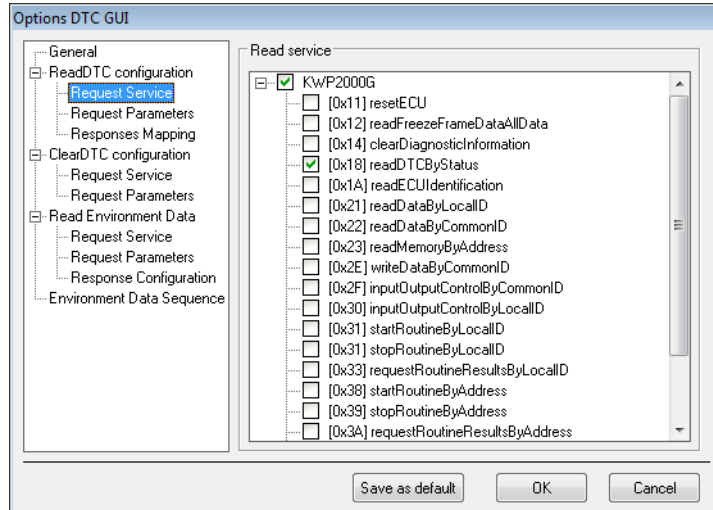 Options DTC GUI
General
ReadDTC configuration
Request Service
Request Parameters
Responses Mapping
ClearDTC configuration
Request Service
Request Parameters
Read Environment Data
Request Service
Request Parameters
Response Configuration
Environment Data Sequence
Read service
KWP2000G
[0x11] resetECU
[0x12] readFreezeFrameDataAllData
[0x14] clearDiagnosticInformation
[0x18] readDTCByStatus
[0x1A] readECUIdentification
[0x21] readDataByLocalID
[0x22] readDataByCommonID
[0x23] readMemoryByAddress
[0x2E] writeDataByCommonID
[0x2F] inputOutputControlByCommonID
[0x30] inputOutputControlByLocalID
[0x31] startRoutineByLocalID
[0x31] stopRoutineByLocalID
[0x33] requestRoutineResultsByLocalID
[0x38] startRoutineByAddress
[0x39] stopRoutineByAddress
[0x3A] requestRoutineResultsByAddress
Save as default
OK
Cancel